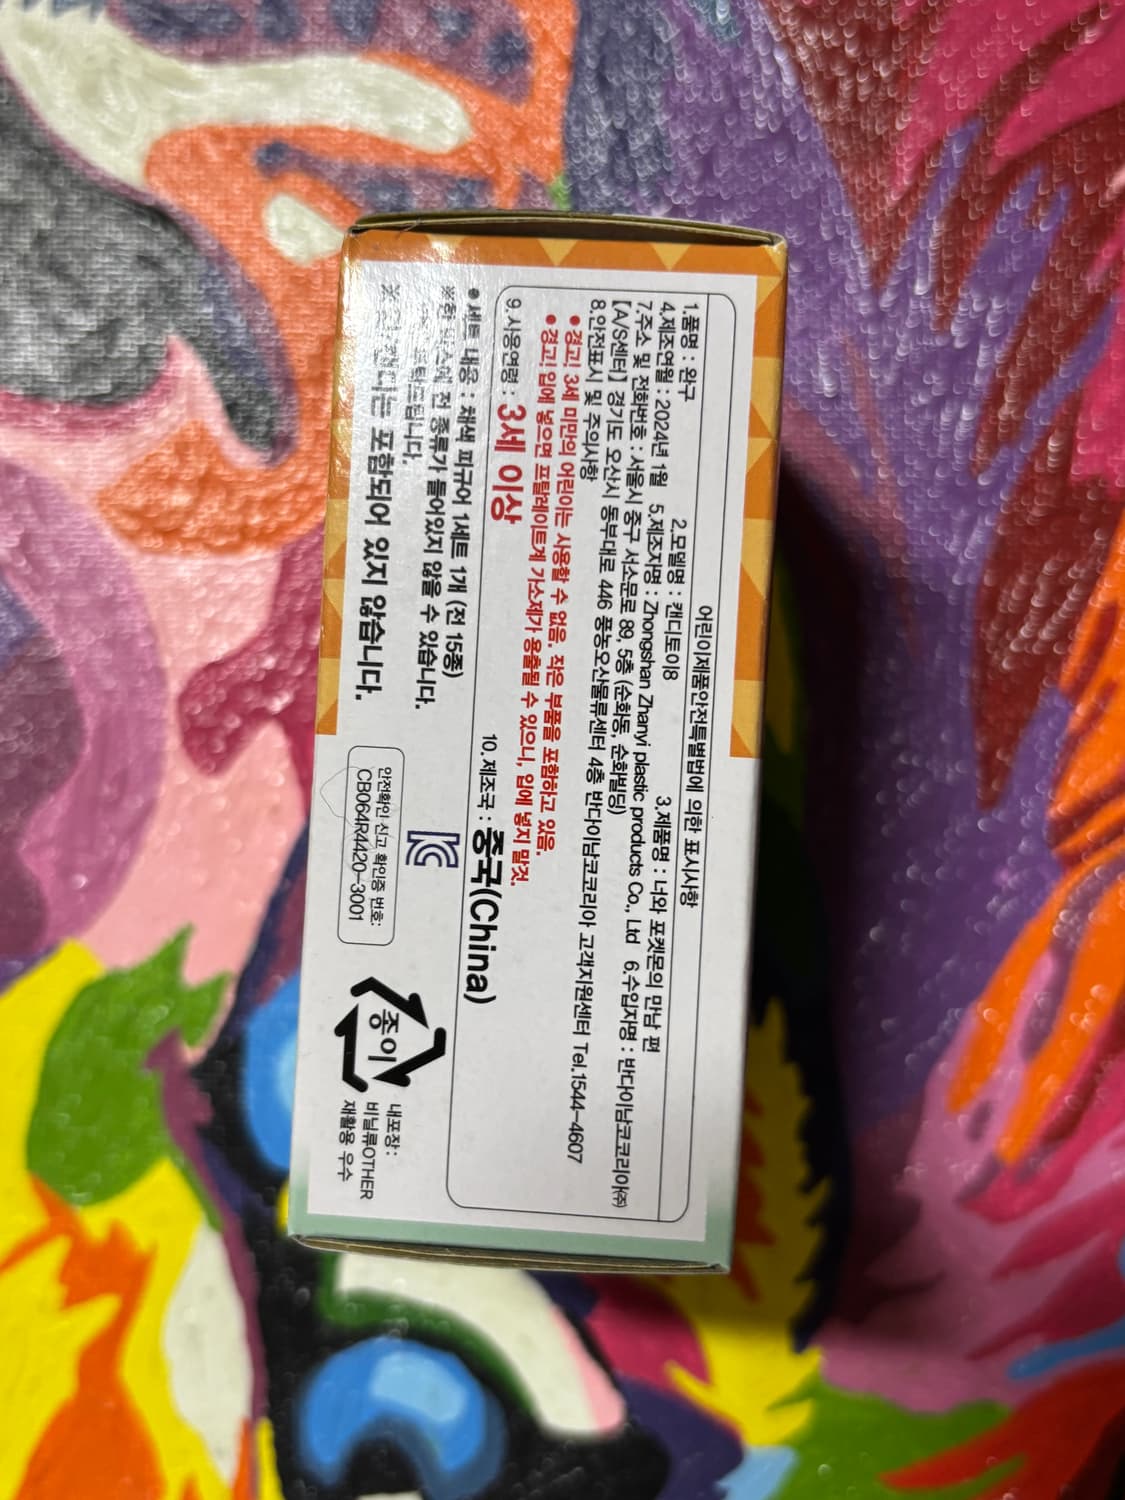 어린이제품안전특별법에 의한 표시사항
1.품명 : 완구 2.모델명 : 캔디토이8 3.제품명 : 너와 포켓몬의 만남 편
4.제조연월 : 2024년 1월 5.제조자명 : Zhongshan Zhanyi plastic products Co., Ltd 6.수입자명 : 반다이남코코리아㈜
7.주소 및 전화번호 : 서울시 중구 서소문로 89, 5층 (순화동, 순화빌딩)
【A/S센터】 경기도 오산시 동부대로 446 풍농오산물류센터 4층 반다이남코코리아 고객지원센터 Tel.1544-4607
8.안전표시 및 주의사항
● 경고! 3세 미만의 어린이는 사용할 수 없음. 작은 부품을 포함하고 있음.
● 경고! 입에 넣으면 프탈레이트계 가소제가 용출될 수 있으니, 입에 넣지 말것.
9.사용연령 : 3세 이상 10.제조국 : 중국(China)
● 세트 내용 : 채색 피규어 1세트 1개 (전 15종)
전 종류가 들어있지 않을 수 있습니다.
포함되어 있지 않습니다.
안전확인 신고 확인증 번호:
CB064R4420-3001
종이
내포장:
비닐류OTHER
재활용 우수